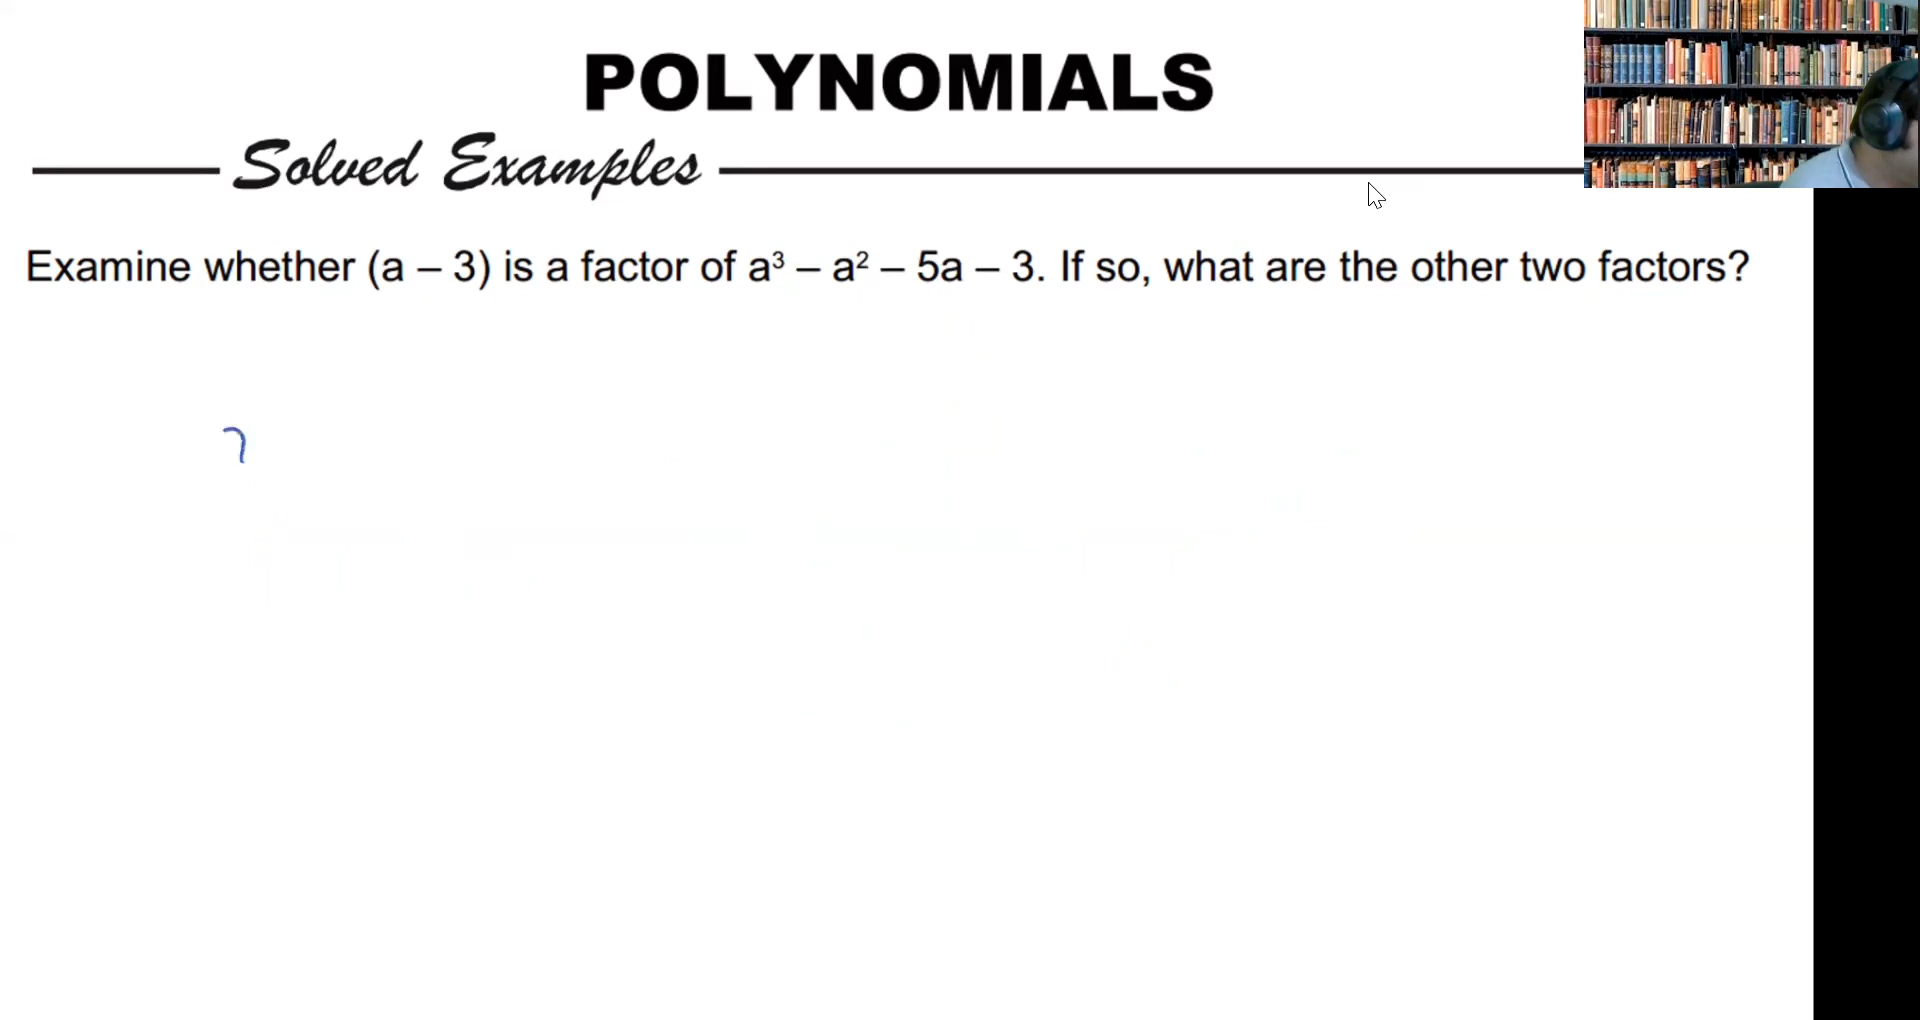 POLYNOMIALS
Solved Examples
Examine whether (a – 3) is a factor of a³ – a² – 5a – 3. If so, what are the other two factors?